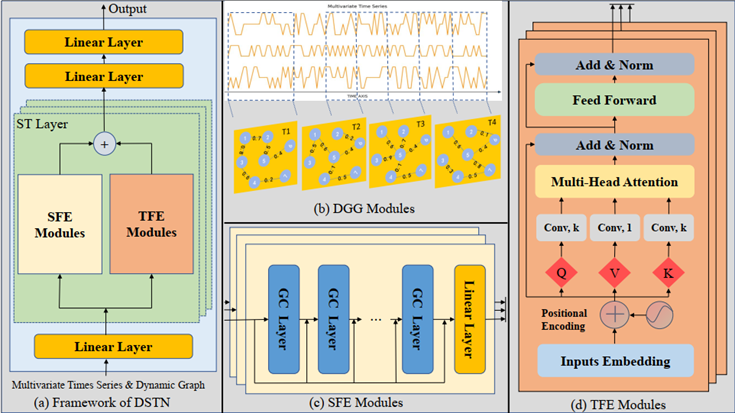 Output
Linear Layer
Linear Layer
ST Layer
+
SFE
Modules
TFE
Modules
Linear Layer
Multivariate Times Series & Dynamic Graph
(a) Framework of DSTN
Multivariate Time Series
TIME AXIS
T1
T2
T3
T4
(b) DGG Modules
GC Layer
GC Layer
...
GC Layer
Linear Layer
(c) SFE Modules
Add & Norm
Feed Forward
Add & Norm
Multi-Head Attention
Conv, k
Conv, 1
Conv, k
Q
V
K
Positional
Encoding
Inputs Embedding
(d) TFE Modules